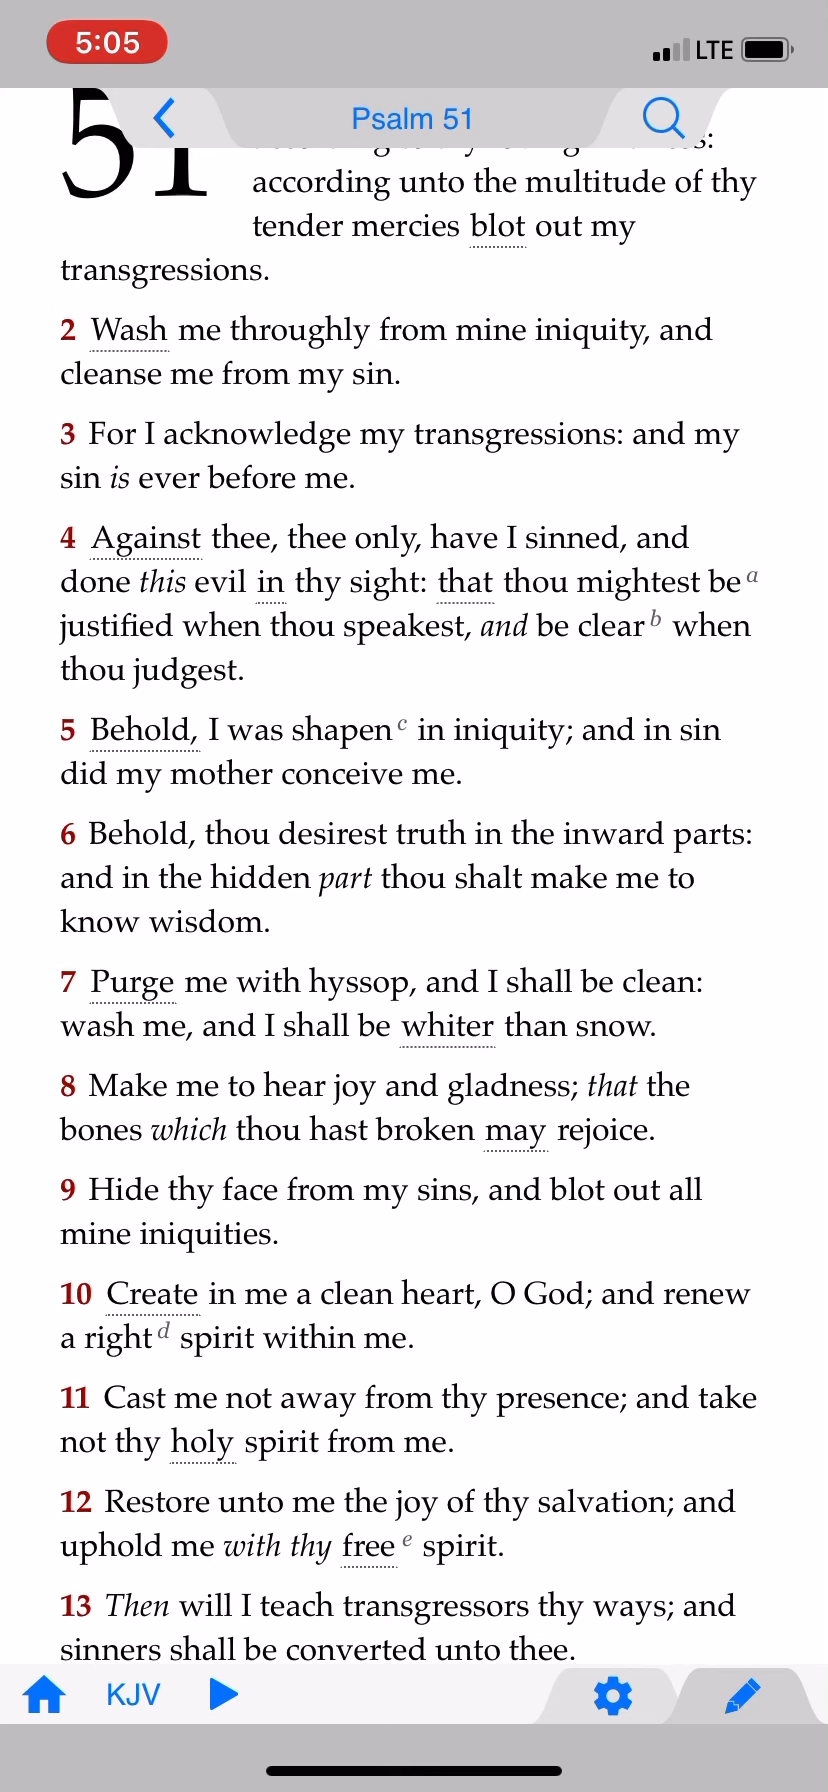 5:05 LTE
Psalm 51
51
according unto the multitude of thy
tender mercies blot out my
transgressions.
2 Wash me throughly from mine iniquity, and
cleanse me from my sin.
3 For I acknowledge my transgressions: and my
sin is ever before me.
4 Against thee, thee only, have I sinned, and
done this evil in thy sight: that thou mightest be a
justified when thou speakest, and be clear b when
thou judgest.
5 Behold, I was shapen c in iniquity; and in sin
did my mother conceive me.
6 Behold, thou desirest truth in the inward parts:
and in the hidden part thou shalt make me to
know wisdom.
7 Purge me with hyssop, and I shall be clean:
wash me, and I shall be whiter than snow.
8 Make me to hear joy and gladness; that the
bones which thou hast broken may rejoice.
9 Hide thy face from my sins, and blot out all
mine iniquities.
10 Create in me a clean heart, O God; and renew
a right d spirit within me.
11 Cast me not away from thy presence; and take
not thy holy spirit from me.
12 Restore unto me the joy of thy salvation; and
uphold me with thy free e spirit.
13 Then will I teach transgressors thy ways; and
sinners shall be converted unto thee.
KJV